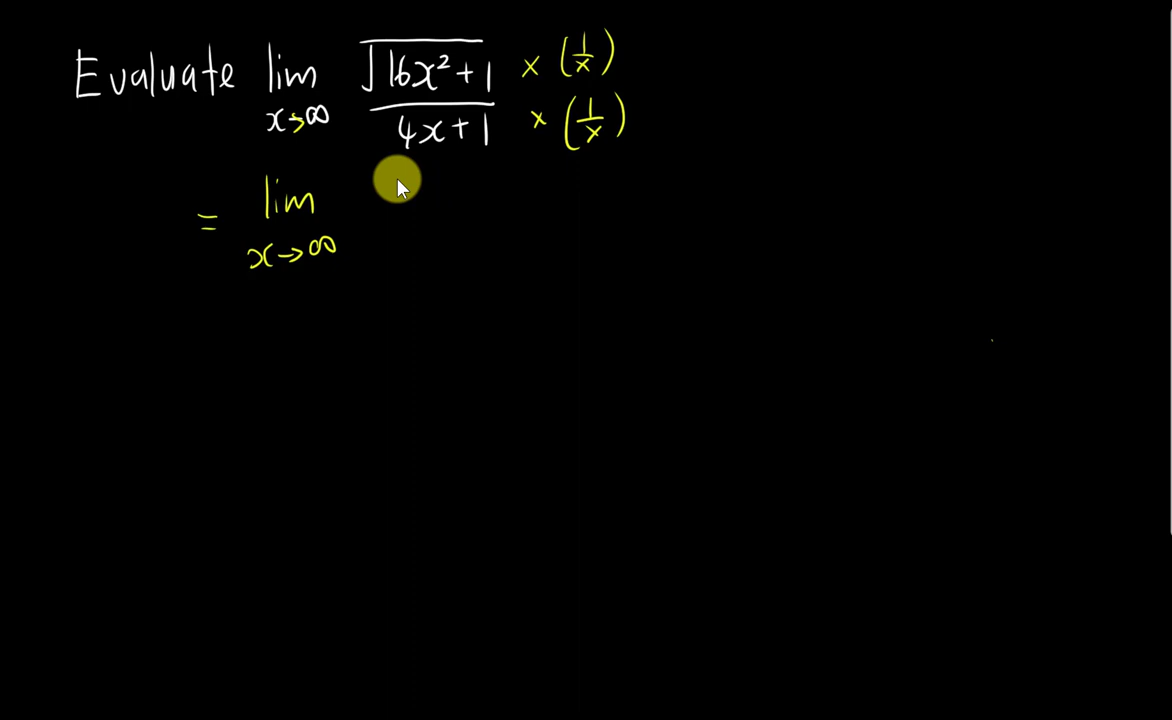 Evaluate lim x→∞ √(16x²+1) × (1/x)
4x+1 × (1/x)
= lim x→∞